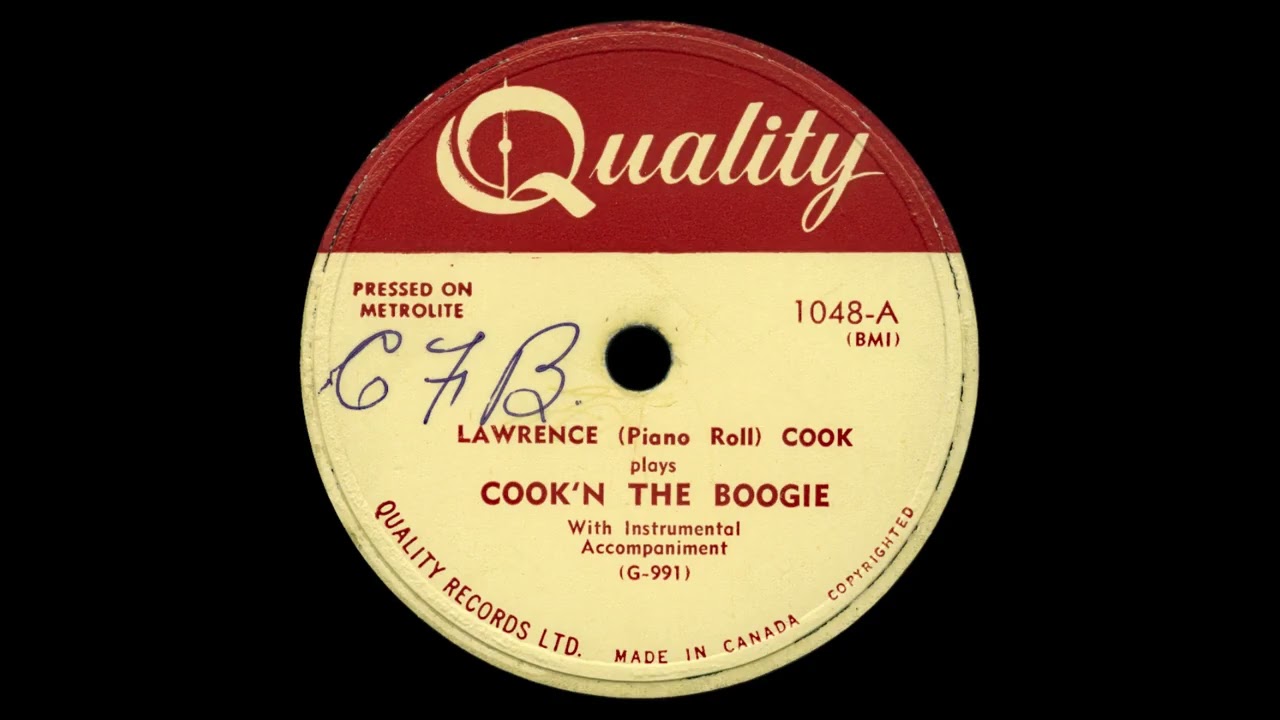 Quality
PRESSED ON
METROLITE
1048-A
(BMI)
C F B.
LAWRENCE (Piano Roll) COOK
plays
COOK'N THE BOOGIE
With Instrumental
Accompaniment
(G-991)
QUALITY RECORDS LTD. MADE IN CANADA COPYRIGHTED